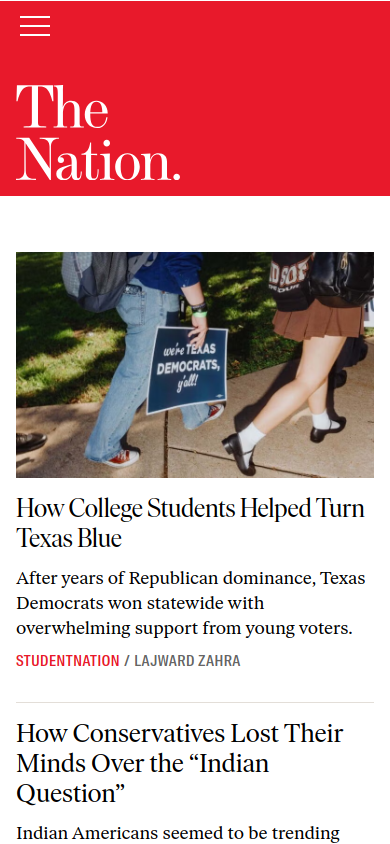 The
Nation.
we're TEXAS
DEMOCRATS,
y'all!
How College Students Helped Turn
Texas Blue
After years of Republican dominance, Texas
Democrats won statewide with
overwhelming support from young voters.
STUDENTNATION / LAJWARD ZAHRA
How Conservatives Lost Their
Minds Over the “Indian
Question”
Indian Americans seemed to be trending